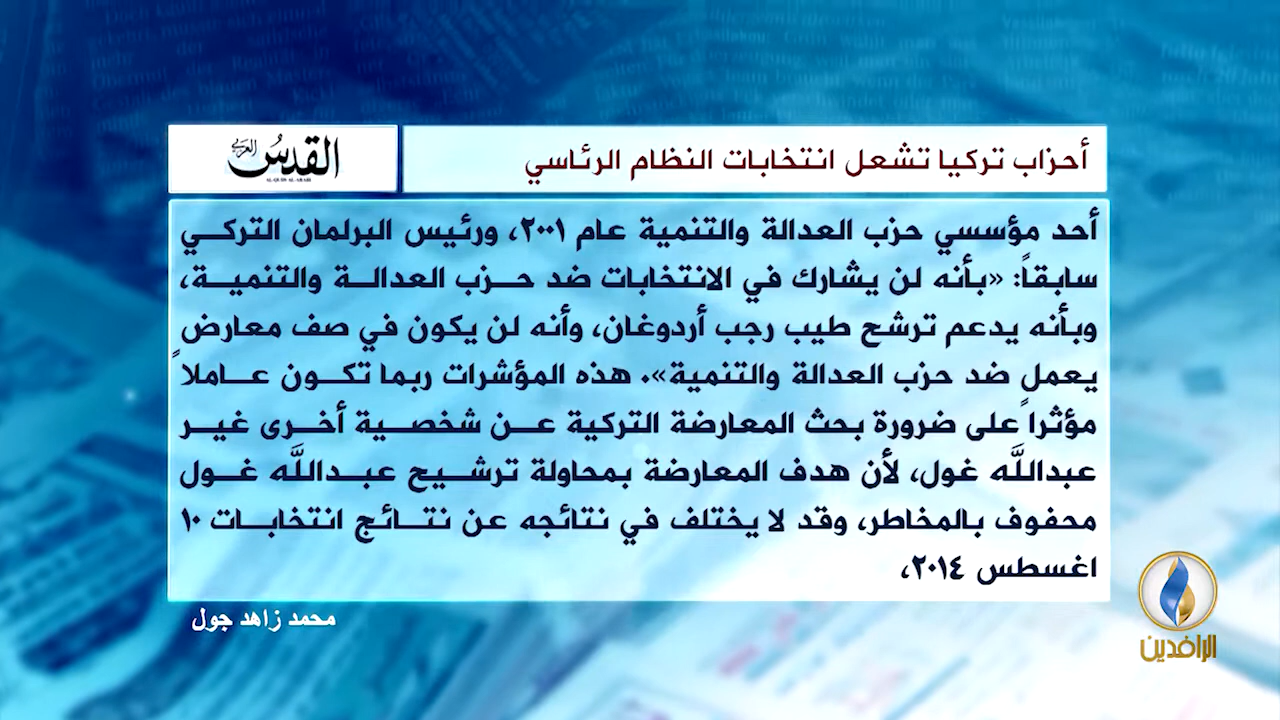 أحزاب تركيا تشعل انتخابات النظام الرئاسي
القدس العربي
AL-QUDS AL-ARABI
أحد مؤسسي حزب العدالة والتنمية عام ٢٠٠١، ورئيس البرلمان التركي
سابقاً: «بأنه لن يشارك في الانتخابات ضد حزب العدالة والتنمية،
وبأنه يدعم ترشح طيب رجب أردوغان، وأنه لن يكون في صف معارض
يعمل ضد حزب العدالة والتنمية». هذه المؤشرات ربما تكون عاملاً
مؤثراً على ضرورة بحث المعارضة التركية عن شخصية أخرى غير
عبدالله غول، لأن هدف المعارضة بمحاولة ترشيح عبدالله غول
محفوف بالمخاطر، وقد لا يختلف في نتائجه عن نتائج انتخابات ١٠
اغسطس ٢٠١٤،
محمد زاهد جول
الرافدين